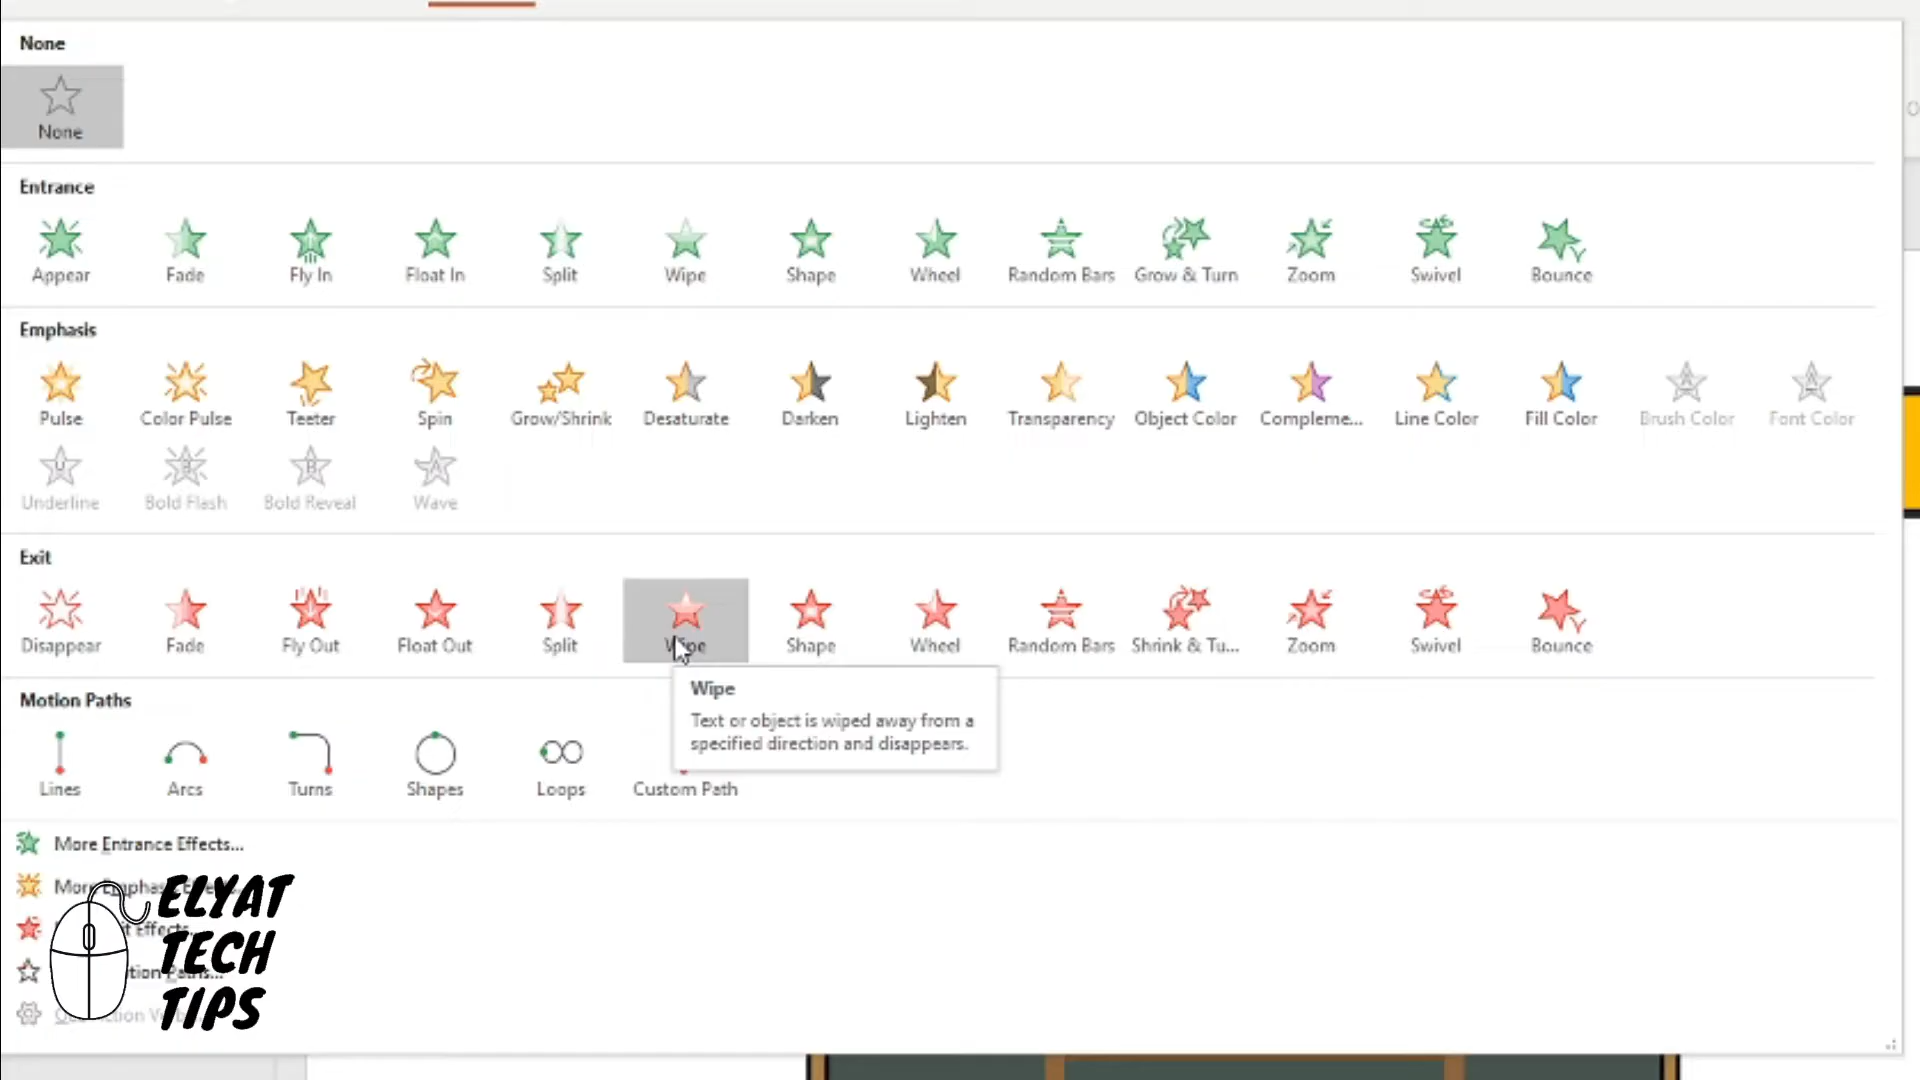 None
None
Entrance
Appear Fade Fly In Float In Split Wipe Shape Wheel Random Bars Grow & Turn Zoom Swivel Bounce
Emphasis
Pulse Color Pulse Teeter Spin Grow/Shrink Desaturate Darken Lighten Transparency Object Color Compleme... Line Color Fill Color Brush Color Font Color
Underline Bold Flash Bold Reveal Wave
Exit
Disappear Fade Fly Out Float Out Split Wipe Shape Wheel Random Bars Shrink & Tu... Zoom Swivel Bounce
Wipe
Text or object is wiped away from a
specified direction and disappears.
Motion Paths
Lines Arcs Turns Shapes Loops Custom Path
More Entrance Effects...
More
Effects...
Paths...
ELYAT
TECH
TIPS